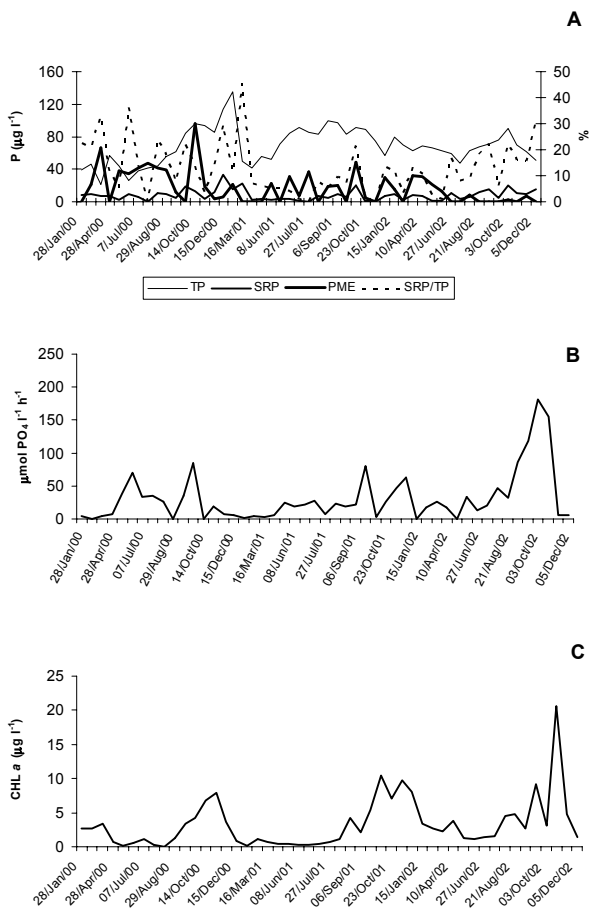 A
P (µg l⁻¹)
160
120
80
40
0
50
40
30
20
10
0
%
28/Jan/00
28/Apr/00
7/Jul/00
29/Aug/00
14/Oct/00
15/Dec/00
16/Mar/01
8/Jun/01
27/Jul/01
6/Sep/01
23/Oct/01
15/Jan/02
10/Apr/02
27/Jun/02
21/Aug/02
3/Oct/02
5/Dec/02
TP SRP PME SRP/TP
B
µmol PO₄ l⁻¹ h⁻¹
250
200
150
100
50
0
28/Jan/00
28/Apr/00
07/Jul/00
29/Aug/00
14/Oct/00
15/Dec/00
16/Mar/01
08/Jun/01
27/Jul/01
06/Sep/01
23/Oct/01
15/Jan/02
10/Apr/02
27/Jun/02
21/Aug/02
03/Oct/02
05/Dec/02
C
CHL a (µg l⁻¹)
25
20
15
10
5
0
28/Jan/00
28/Apr/00
07/Jul/00
29/Aug/00
14/Oct/00
15/Dec/00
16/Mar/01
08/Jun/01
27/Jul/01
06/Sep/01
23/Oct/01
15/Jan/02
10/Apr/02
27/Jun/02
21/Aug/02
03/Oct/02
05/Dec/02